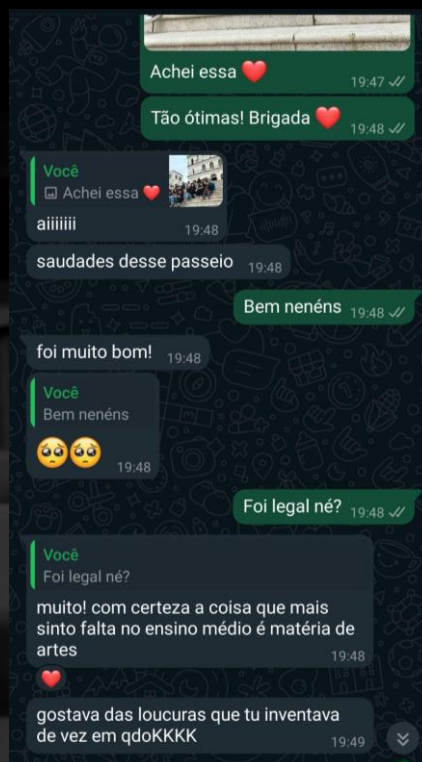 Achei essa ❤️
19:47
Tão ótimas! Brigada ❤️
19:48
Você
Achei essa ❤️
aiiiiiii
19:48
saudades desse passeio 19:48
Bem nenéns 19:48
foi muito bom! 19:48
Você
Bem nenéns
🥺🥺
19:48
Foi legal né? 19:48
Você
Foi legal né?
muito! com certeza a coisa que mais
sinto falta no ensino médio é matéria de
artes
19:48
❤️
gostava das loucuras que tu inventava
de vez em qdoKKKK
19:49